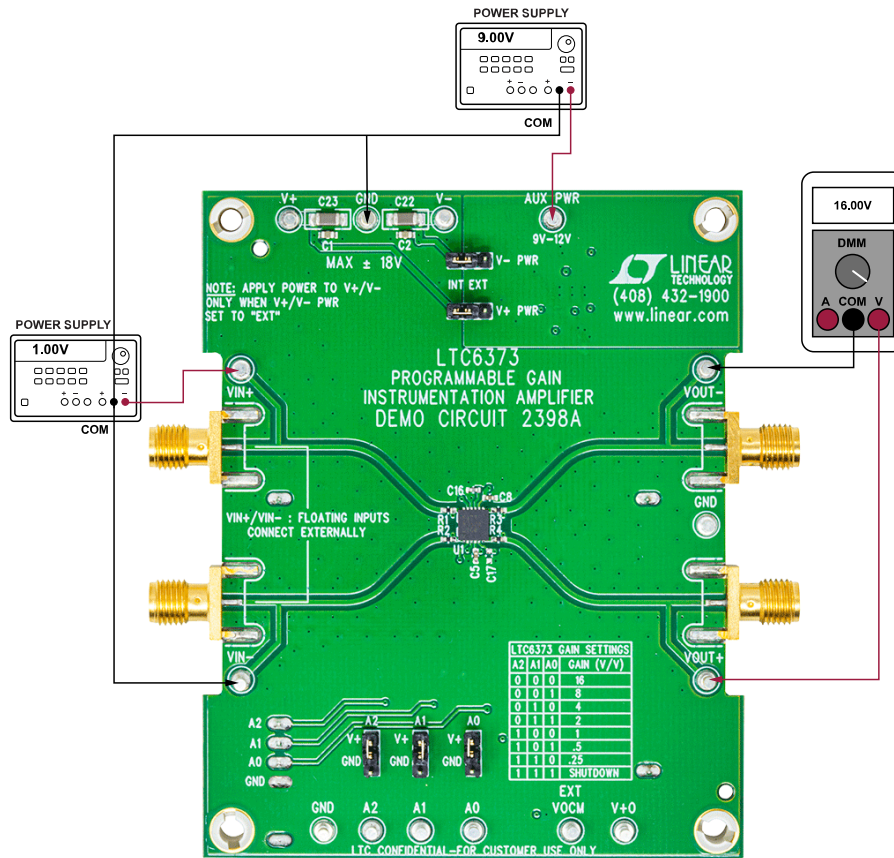 POWER SUPPLY
9.00V
+ − + −
COM
V+ C23 GND C22 V- AUX PWR
C1 C2 9V-12V
MAX ± 18V
V- PWR
INT EXT
V+ PWR
NOTE: APPLY POWER TO V+/V-
ONLY WHEN V+/V- PWR
SET TO "EXT"
LINEAR
TECHNOLOGY
(408) 432-1900
www.linear.com
16.00V
DMM
A COM V
POWER SUPPLY
1.00V
+ − + −
COM
LTC6373
PROGRAMMABLE GAIN
INSTRUMENTATION AMPLIFIER
DEMO CIRCUIT 2398A
VIN+
VOUT-
C16 C8
R1 R3
R2 R4
U1
C5 C17
GND
VIN+/VIN- : FLOATING INPUTS
CONNECT EXTERNALLY
VIN-
VOUT+
LTC6373 GAIN SETTINGS
A2 A1 A0 GAIN (V/V)
0 0 0 16
0 0 1 8
0 1 0 4
0 1 1 2
1 0 0 1
1 0 1 .5
1 1 0 .25
1 1 1 SHUTDOWN
A2
A1
A0
GND
A2 A1 A0
V+ V+ V+
GND GND GND
GND A2 A1 A0 EXT
VOCM V+O
LTC CONFIDENTIAL-FOR CUSTOMER USE ONLY